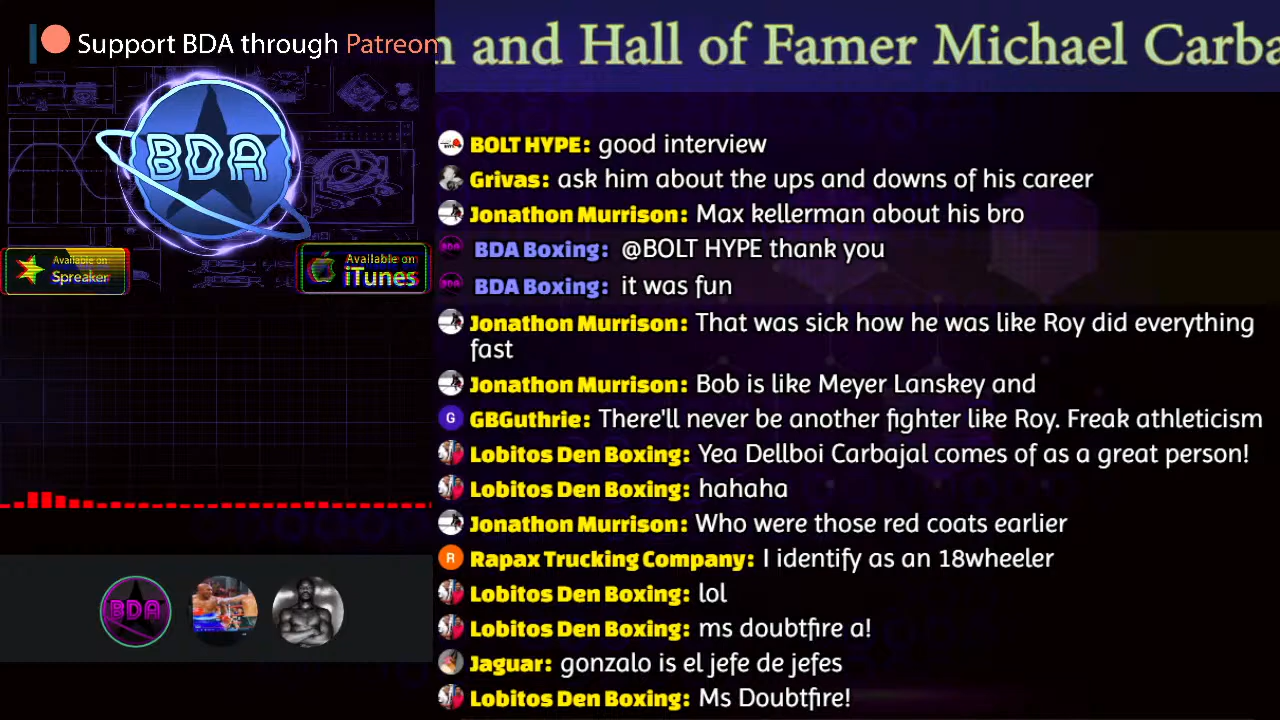 Support BDA through Patreon
and Hall of Famer Michael Carba
BDA
Available on
Spreaker
Available on
iTunes
BOLT HYPE: good interview
Grivas: ask him about the ups and downs of his career
Jonathon Murrison: Max kellerman about his bro
BDA Boxing: @BOLT HYPE thank you
BDA Boxing: it was fun
Jonathon Murrison: That was sick how he was like Roy did everything
fast
Jonathon Murrison: Bob is like Meyer Lanskey and
G GBGuthrie: There'll never be another fighter like Roy. Freak athleticism
Lobitos Den Boxing: Yea Dellboi Carbajal comes of as a great person!
Lobitos Den Boxing: hahaha
Jonathon Murrison: Who were those red coats earlier
R Rapax Trucking Company: I identify as an 18wheeler
Lobitos Den Boxing: lol
Lobitos Den Boxing: ms doubtfire a!
Jaguar: gonzalo is el jefe de jefes
Lobitos Den Boxing: Ms Doubtfire!
BDA